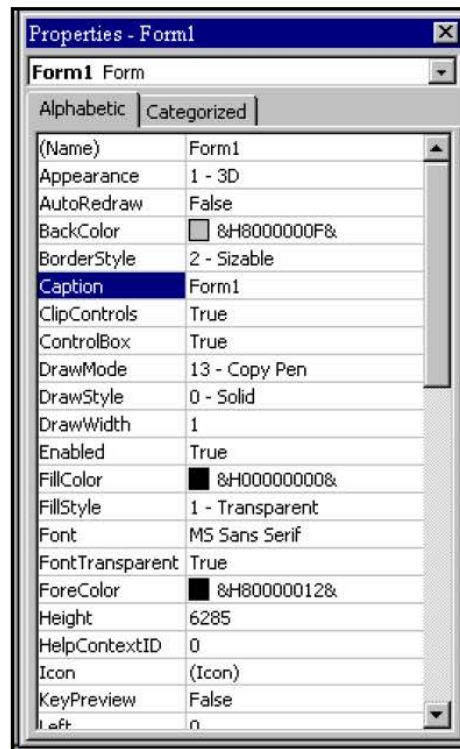 Properties - Form1
Form1 Form
Alphabetic Categorized
(Name) Form1
Appearance 1 - 3D
AutoRedraw False
BackColor &H8000000F&
BorderStyle 2 - Sizable
Caption Form1
ClipControls True
ControlBox True
DrawMode 13 - Copy Pen
DrawStyle 0 - Solid
DrawWidth 1
Enabled True
FillColor &H00000000&
FillStyle 1 - Transparent
Font MS Sans Serif
FontTransparent True
ForeColor &H80000012&
Height 6285
HelpContextID 0
Icon (Icon)
KeyPreview False
Left 0